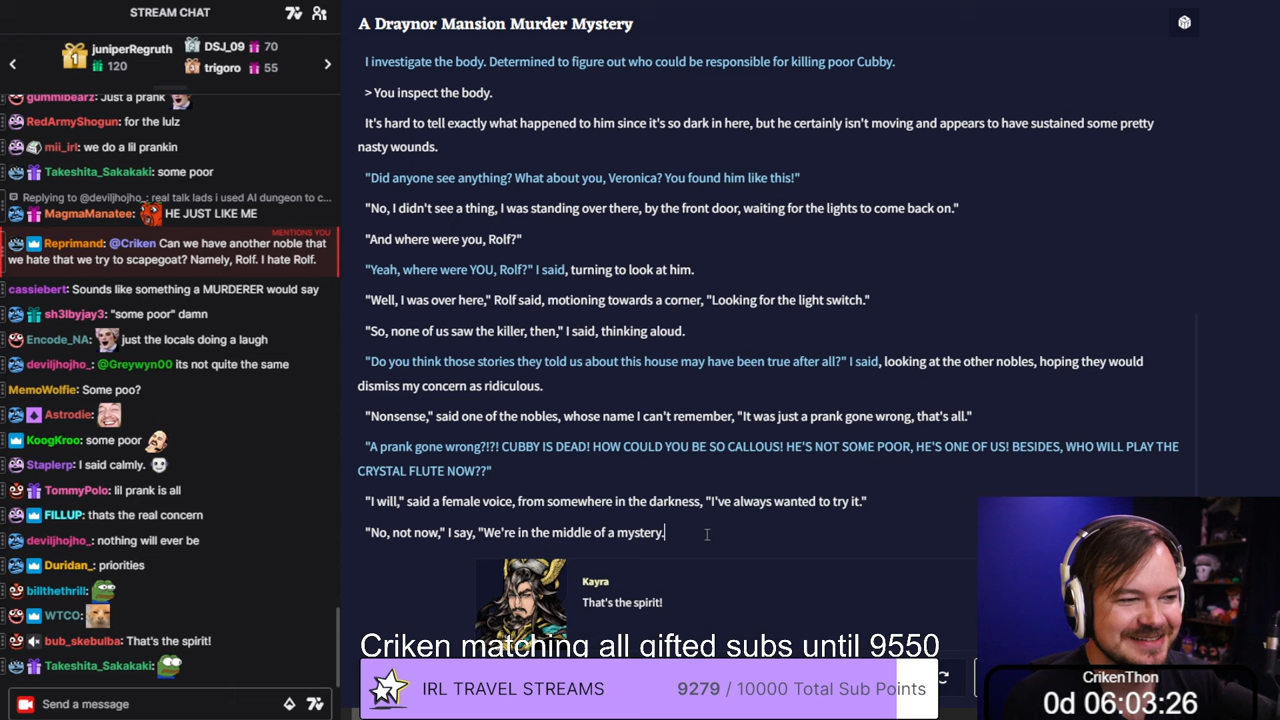 STREAM CHAT
juniperRegruth
120
DSJ_09 70
trigoro 55
gummibearz: Just a prank
RedArmyShogun: for the lulz
mii_irl: we do a lil prankin
Takeshita_Sakakaki: some poor
Replying to @deviljhojho_: real talk lads i used AI dungeon to c...
MagmaManatee: HE JUST LIKE ME
MENTIONS YOU
Reprimand: @Criken Can we have another noble that
we hate that we try to scapegoat? Namely, Rolf. I hate Rolf.
cassiebert: Sounds like something a MURDERER would say
sh3lbyjay3: "some poor" damn
Encode_NA: just the locals doing a laugh
deviljhojho_: @Greywyn00 its not quite the same
MemoWolfie: Some poo?
Astrodie:
KoogKroo: some poor
Staplerp: I said calmly.
TommyPolo: lil prank is all
FILLUP: thats the real concern
deviljhojho_: nothing will ever be
Duridan_: priorities
billthethrill:
WTCO:
bub_skebulba: That's the spirit!
Takeshita_Sakakaki:
Send a message
A Draynor Mansion Murder Mystery
I investigate the body. Determined to figure out who could be responsible for killing poor Cubby.
> You inspect the body.
It's hard to tell exactly what happened to him since it's so dark in here, but he certainly isn't moving and appears to have sustained some pretty
nasty wounds.
"Did anyone see anything? What about you, Veronica? You found him like this!"
"No, I didn't see a thing, I was standing over there, by the front door, waiting for the lights to come back on."
"And where were you, Rolf?"
"Yeah, where were YOU, Rolf?" I said, turning to look at him.
"Well, I was over here," Rolf said, motioning towards a corner, "Looking for the light switch."
"So, none of us saw the killer, then," I said, thinking aloud.
"Do you think those stories they told us about this house may have been true after all?" I said, looking at the other nobles, hoping they would
dismiss my concern as ridiculous.
"Nonsense," said one of the nobles, whose name I can't remember, "It was just a prank gone wrong, that's all."
"A prank gone wrong?!?! CUBBY IS DEAD! HOW COULD YOU BE SO CALLOUS! HE'S NOT SOME POOR, HE'S ONE OF US! BESIDES, WHO WILL PLAY THE
CRYSTAL FLUTE NOW??"
"I will," said a female voice, from somewhere in the darkness, "I've always wanted to try it."
"No, not now," I say, "We're in the middle of a mystery.
Kayra
That's the spirit!
Criken matching all gifted subs until 9550
IRL TRAVEL STREAMS 9279 / 10000 Total Sub Points
CrikenThon
0d 06:03:26